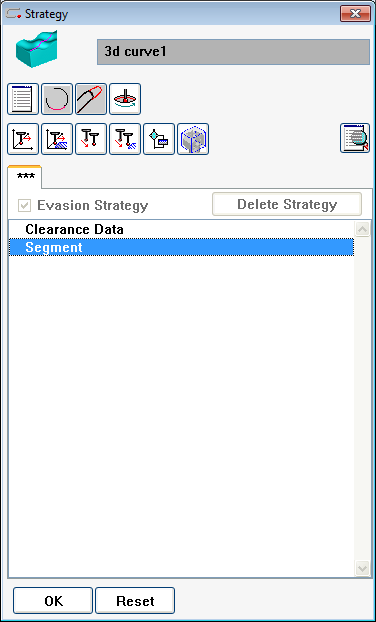 Strategy
3d curve1
***
Evasion Strategy
Delete Strategy
Clearance Data
Segment
OK
Reset